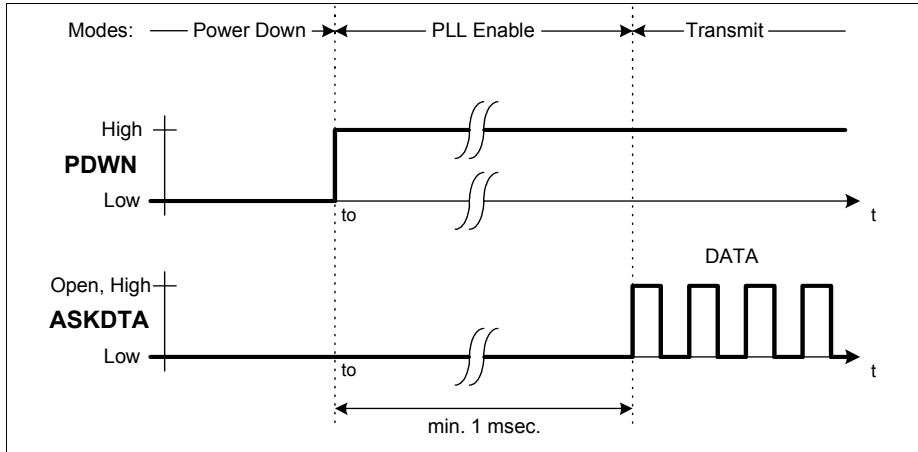 Modes: Power Down PLL Enable Transmit
High
PDWN
Low
to
t
DATA
Open, High
ASKDTA
Low
to
t
min. 1 msec.